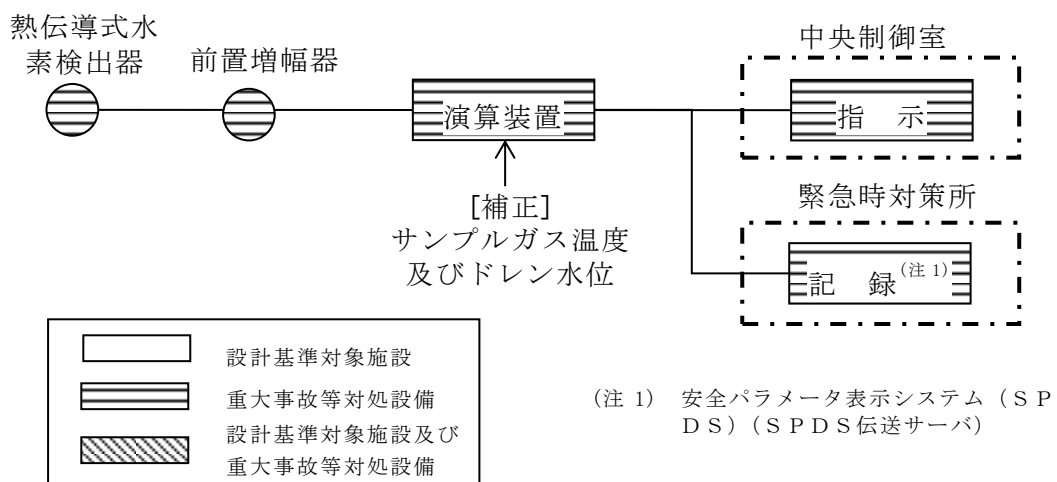 熱伝導式水
素検出器
前置増幅器
演算装置
[補正]
サンプルガス温度
及びドレン水位
中央制御室
指　示
緊急時対策所
記　録(注1)
設計基準対象施設
重大事故等対処設備
設計基準対象施設及び
重大事故等対処設備
(注 1)　安全パラメータ表示システム（ＳＰ
ＤＳ）（ＳＰＤＳ伝送サーバ）